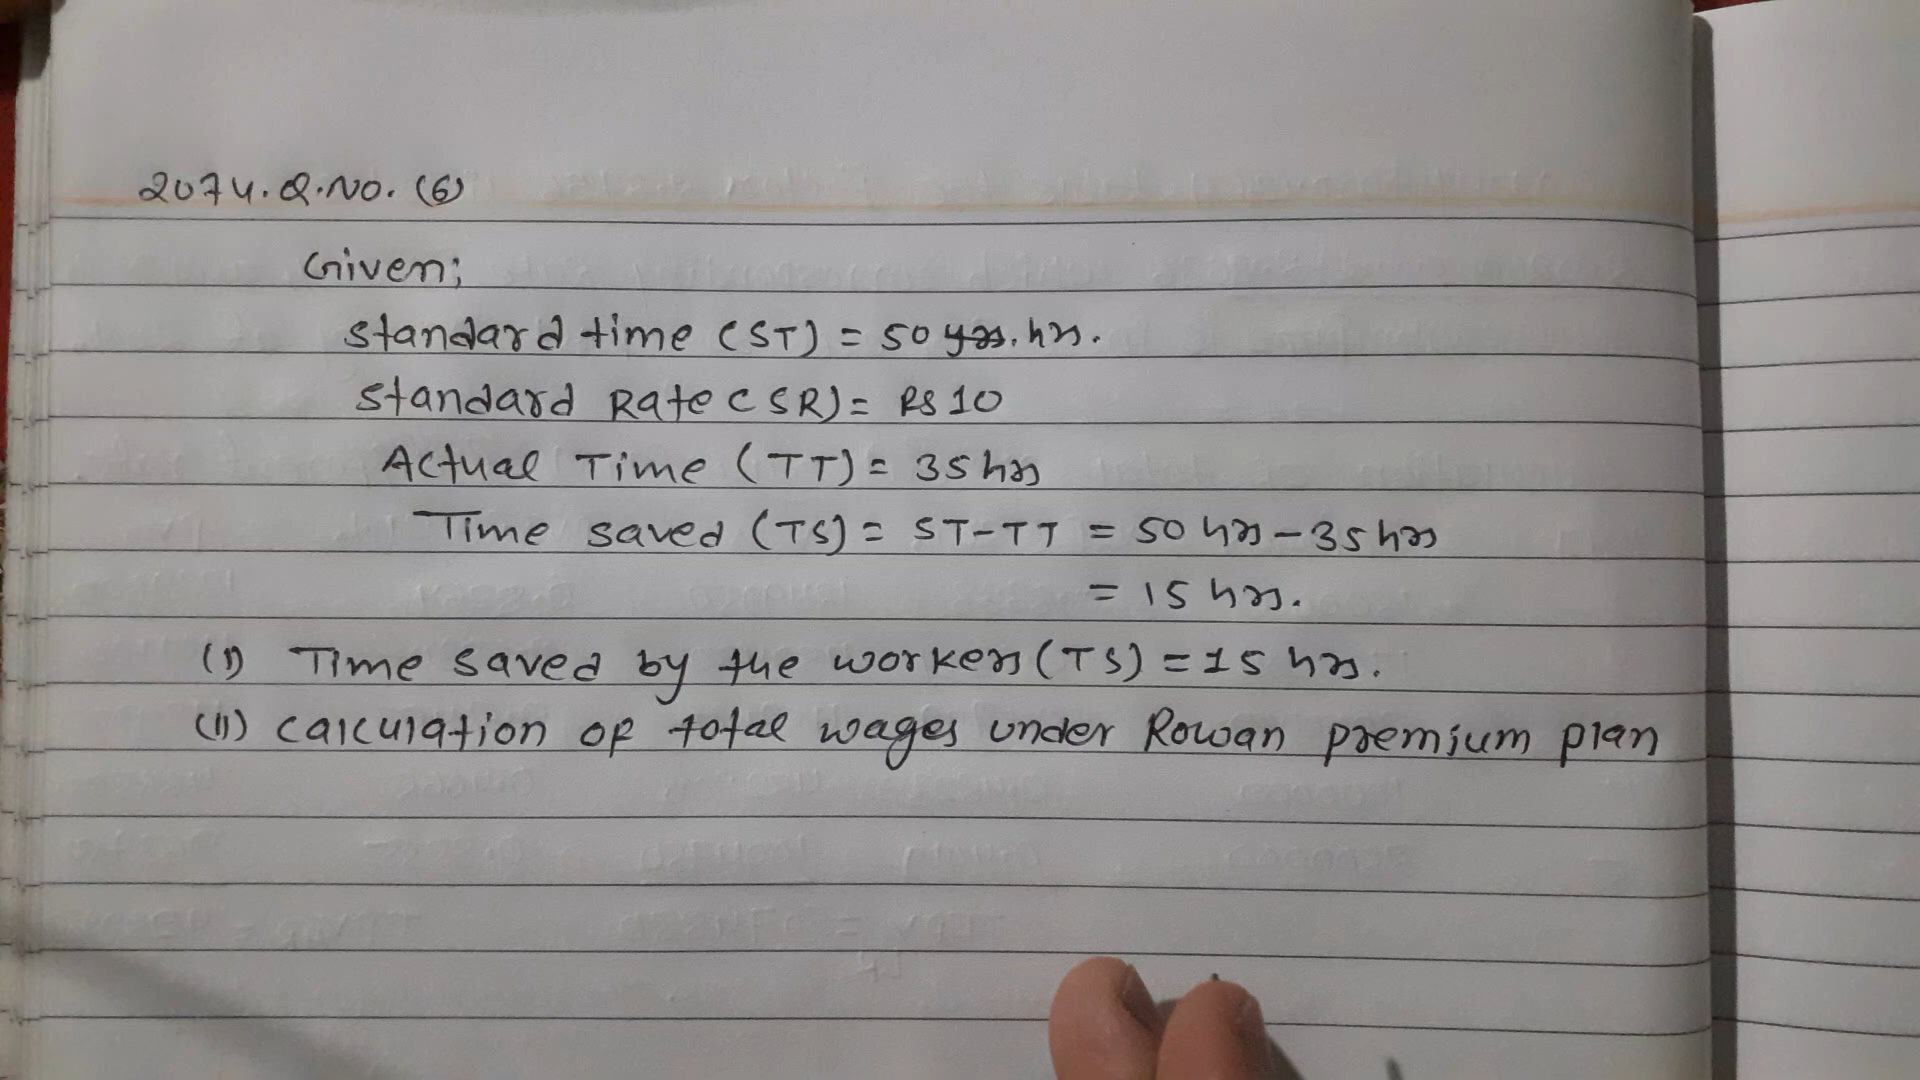 2074. Q.NO. (6)
Given;
Standard time (ST) = 50 yrs. hrs.
Standard Rate (SR) = RS 10
Actual Time (TT) = 35 hrs
Time saved (TS) = ST-TT = 50 hrs - 35 hrs
= 15 hrs.
(I) Time saved by the workers (TS) = 15 hrs.
(II) Calculation of total wages under Rowan premium plan